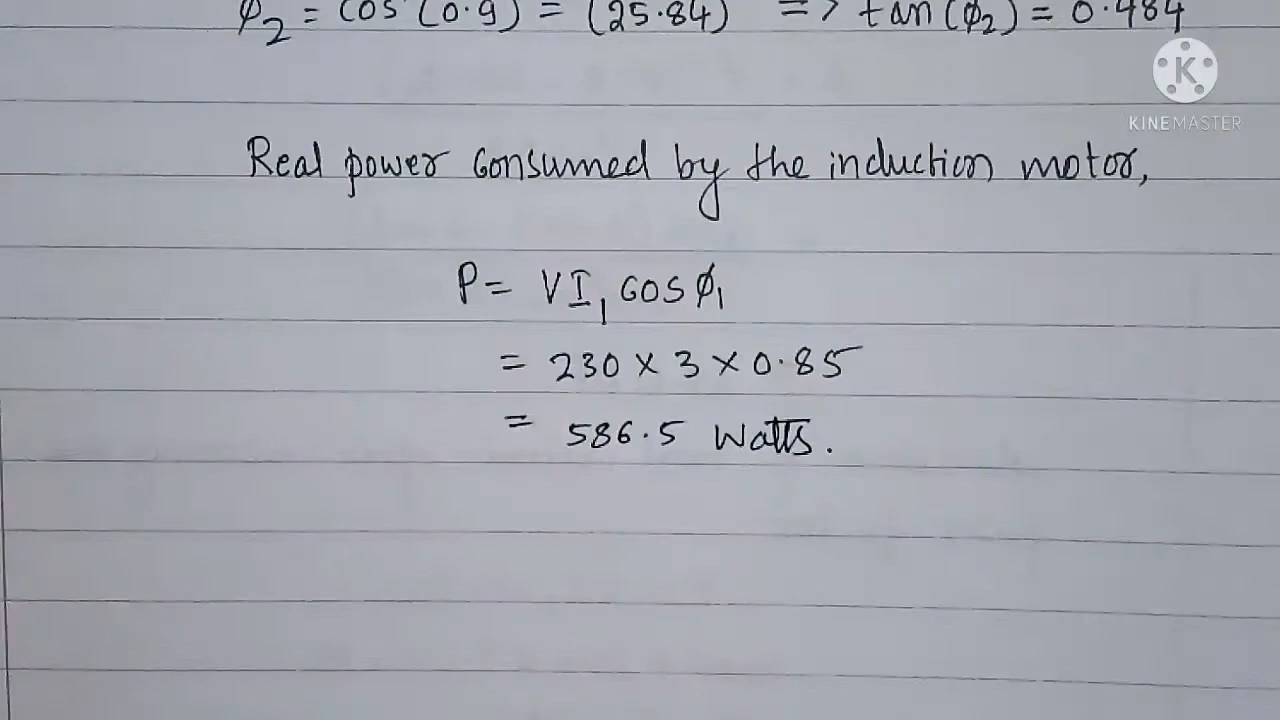 ϕ₂ = cos (0.9) = (25.84) => tan(ϕ₂) = 0.484
KINEMASTER
Real power consumed by the induction motor,
P = VI₁ cos ϕ₁
= 230 × 3 × 0.85
= 586.5 Watts.